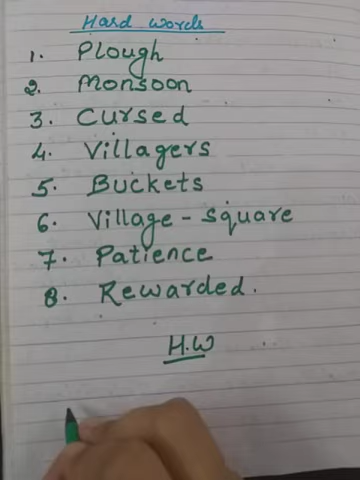 Hard words
1. Plough
2. Monsoon
3. Cursed
4. Villagers
5. Buckets
6. Village - square
7. Patience
8. Rewarded.
H.W